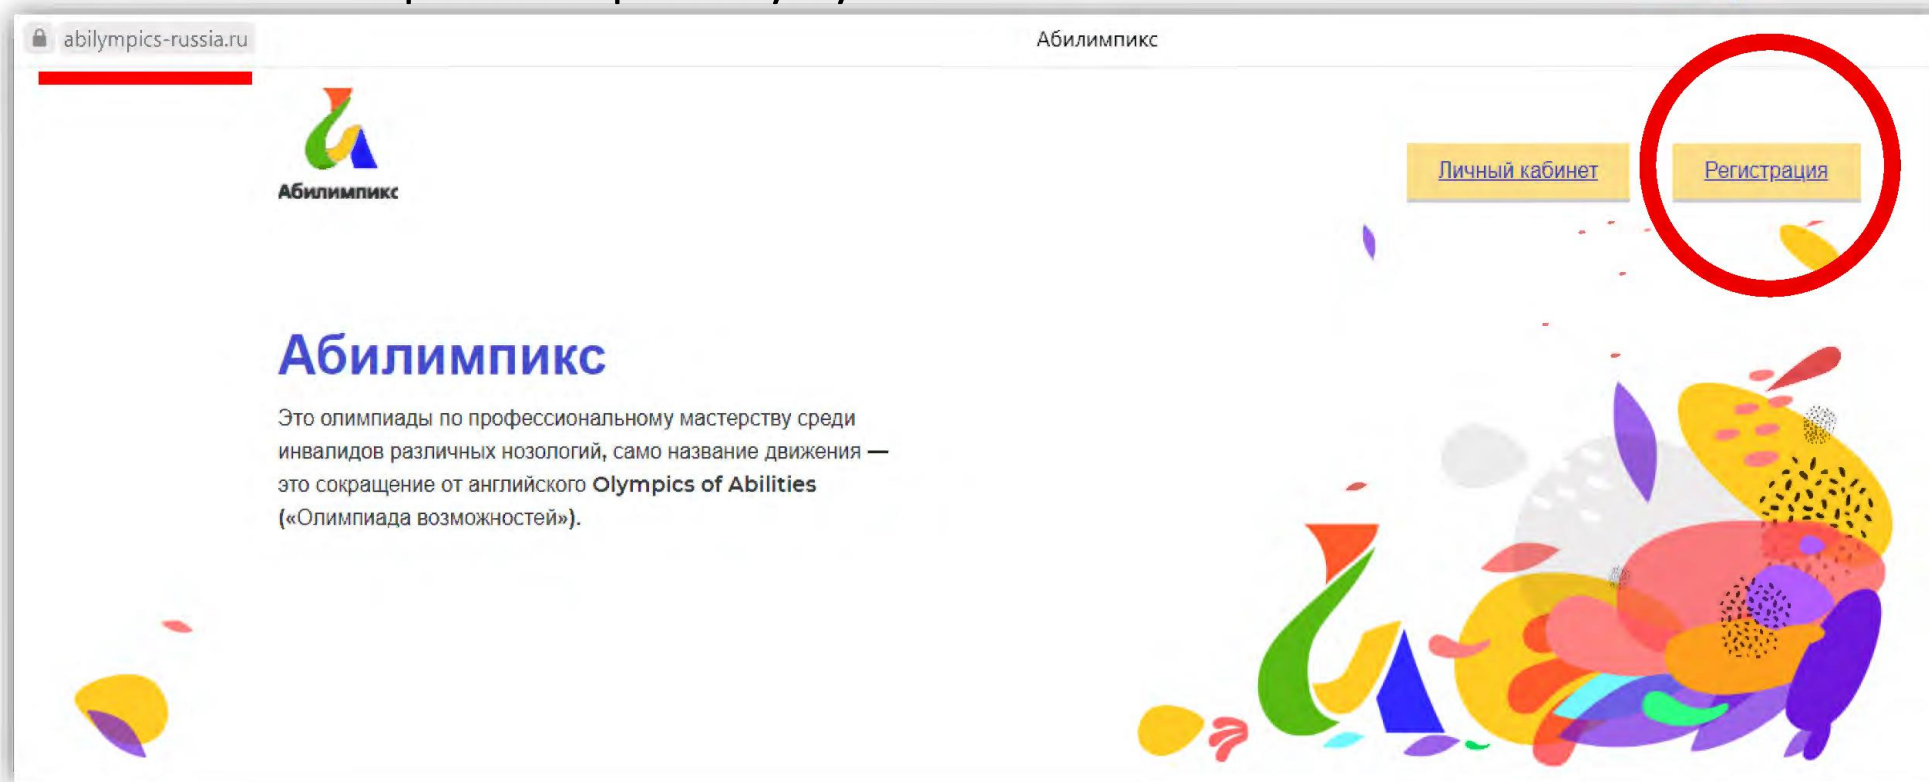 abilympics-russia.ru
Абилимпикс
Абилимпикс
Личный кабинет
Регистрация
Абилимпикс
Это олимпиады по профессиональному мастерству среди
инвалидов различных нозологий, само название движения —
это сокращение от английского Olympics of Abilities
(«Олимпиада возможностей»).